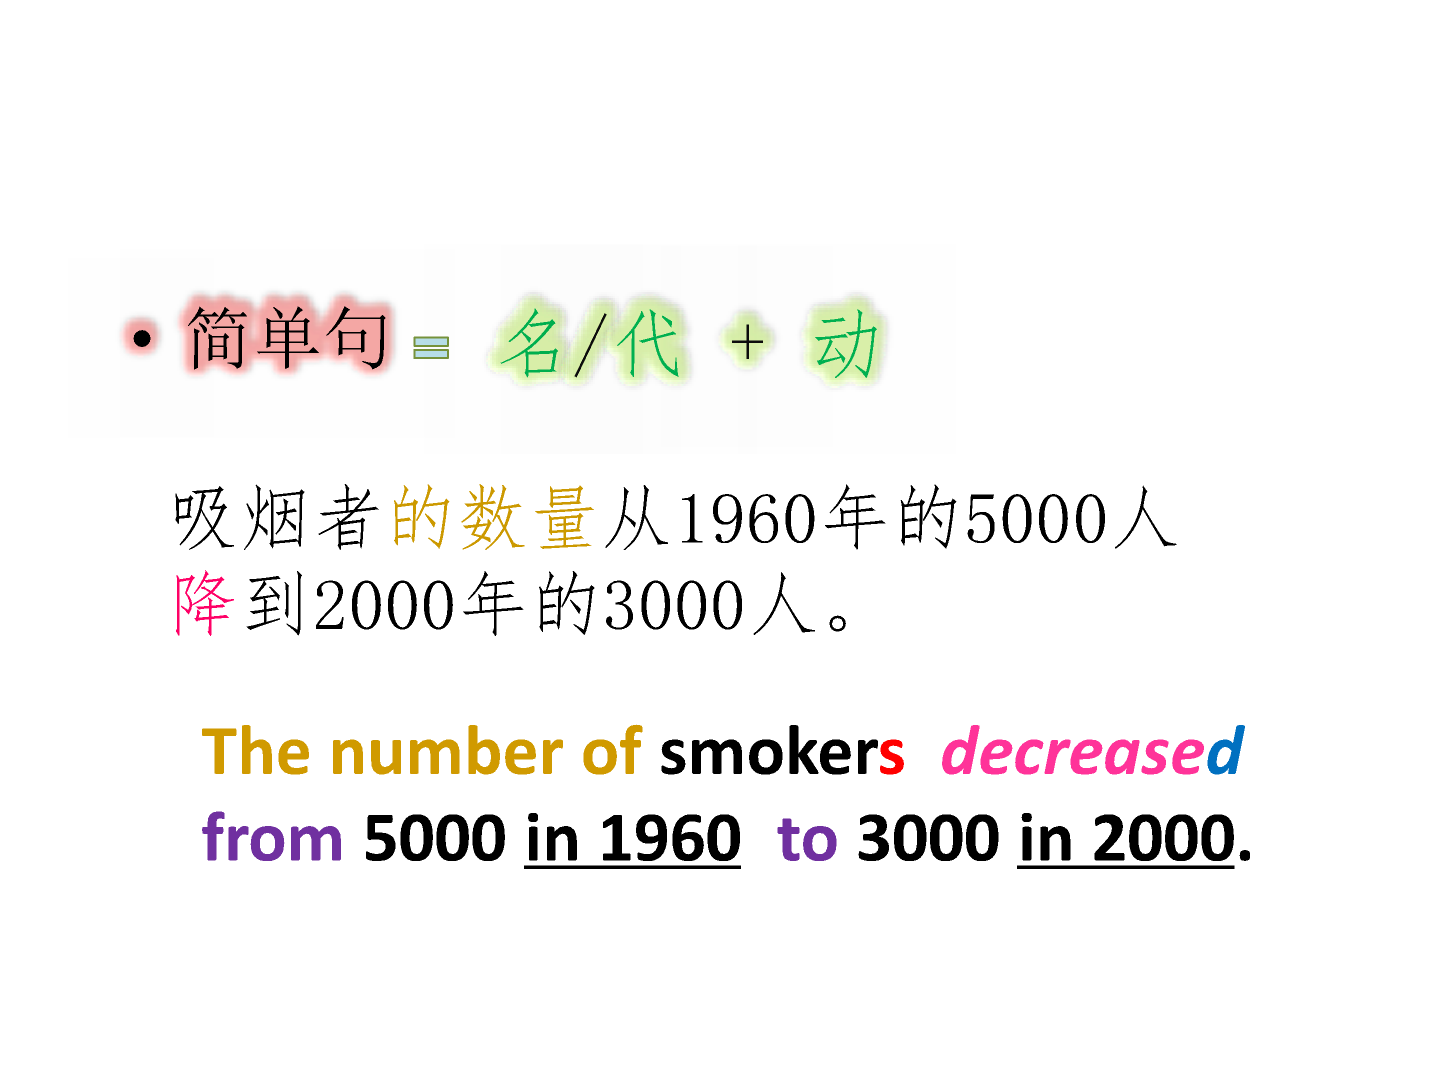 • 简单句 = 名/代 + 动
吸烟者的数量从1960年的5000人
降到2000年的3000人。
The number of smokers decreased
from 5000 in 1960 to 3000 in 2000.